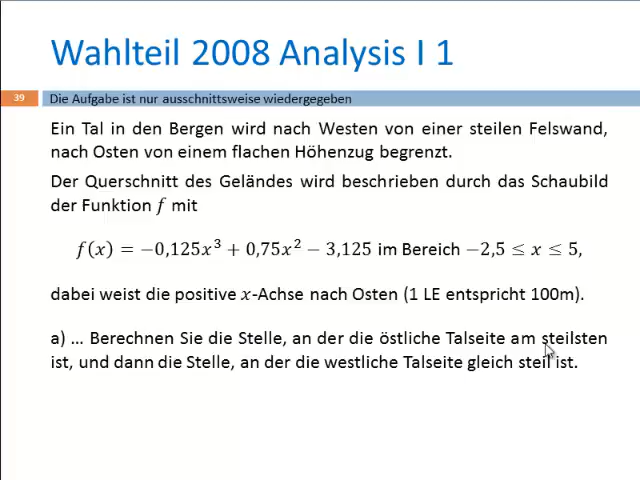 Wahlteil 2008 Analysis I 1
39 Die Aufgabe ist nur ausschnittsweise wiedergegeben
Ein Tal in den Bergen wird nach Westen von einer steilen Felswand,
nach Osten von einem flachen Höhenzug begrenzt.
Der Querschnitt des Geländes wird beschrieben durch das Schaubild
der Funktion f mit
f(x) = −0,125x³ + 0,75x² − 3,125 im Bereich −2,5 ≤ x ≤ 5,
dabei weist die positive x-Achse nach Osten (1 LE entspricht 100m).
a) ... Berechnen Sie die Stelle, an der die östliche Talseite am steilsten
ist, und dann die Stelle, an der die westliche Talseite gleich steil ist.